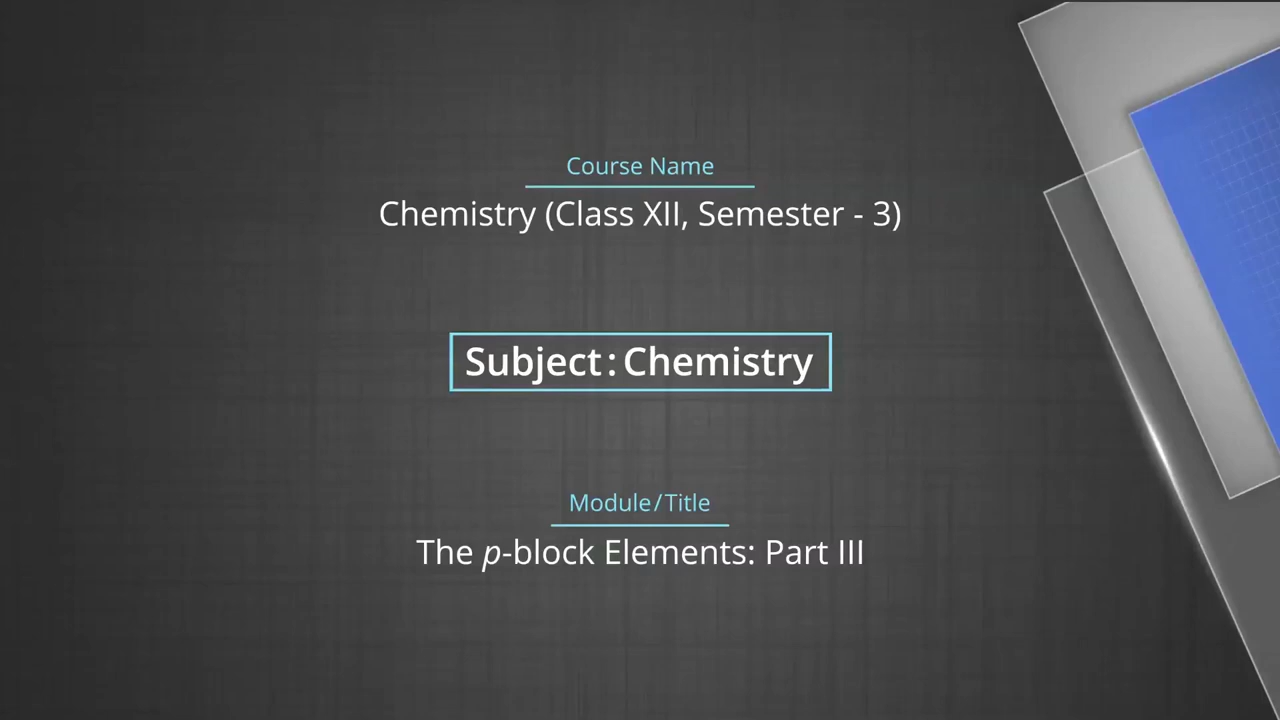 Course Name
Chemistry (Class XII, Semester - 3)
Subject : Chemistry
Module/Title
The p-block Elements: Part III